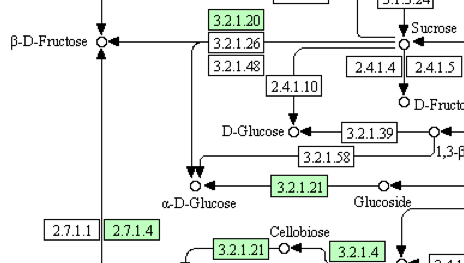 3.2.1.20
Sucrose
β-D-Fructose
3.2.1.26
3.2.1.48
2.4.1.4
2.4.1.5
2.4.1.10
D-Fructo
D-Glucose
3.2.1.39
1,3-β
3.2.1.58
3.2.1.21
α-D-Glucose
Glucoside
2.7.1.1
2.7.1.4
Cellobiose
3.2.1.21
3.2.1.4